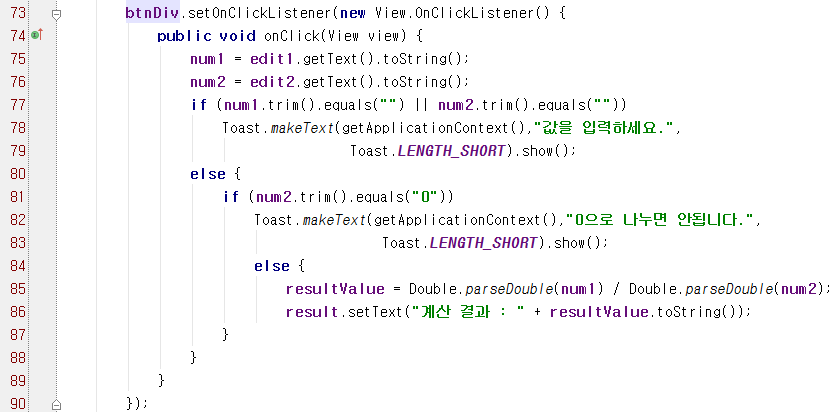 73 btnDiv.setOnClickListener(new View.OnClickListener() {
74 public void onClick(View view) {
75 num1 = edit1.getText().toString();
76 num2 = edit2.getText().toString();
77 if (num1.trim().equals("") || num2.trim().equals(""))
78 Toast.makeText(getApplicationContext(),"값을 입력하세요.",
79 Toast.LENGTH_SHORT).show();
80 else {
81 if (num2.trim().equals("0"))
82 Toast.makeText(getApplicationContext(),"0으로 나누면 안됩니다.",
83 Toast.LENGTH_SHORT).show();
84 else {
85 resultValue = Double.parseDouble(num1) / Double.parseDouble(num2);
86 result.setText("계산 결과 : " + resultValue.toString());
87 }
88 }
89 }
90 });